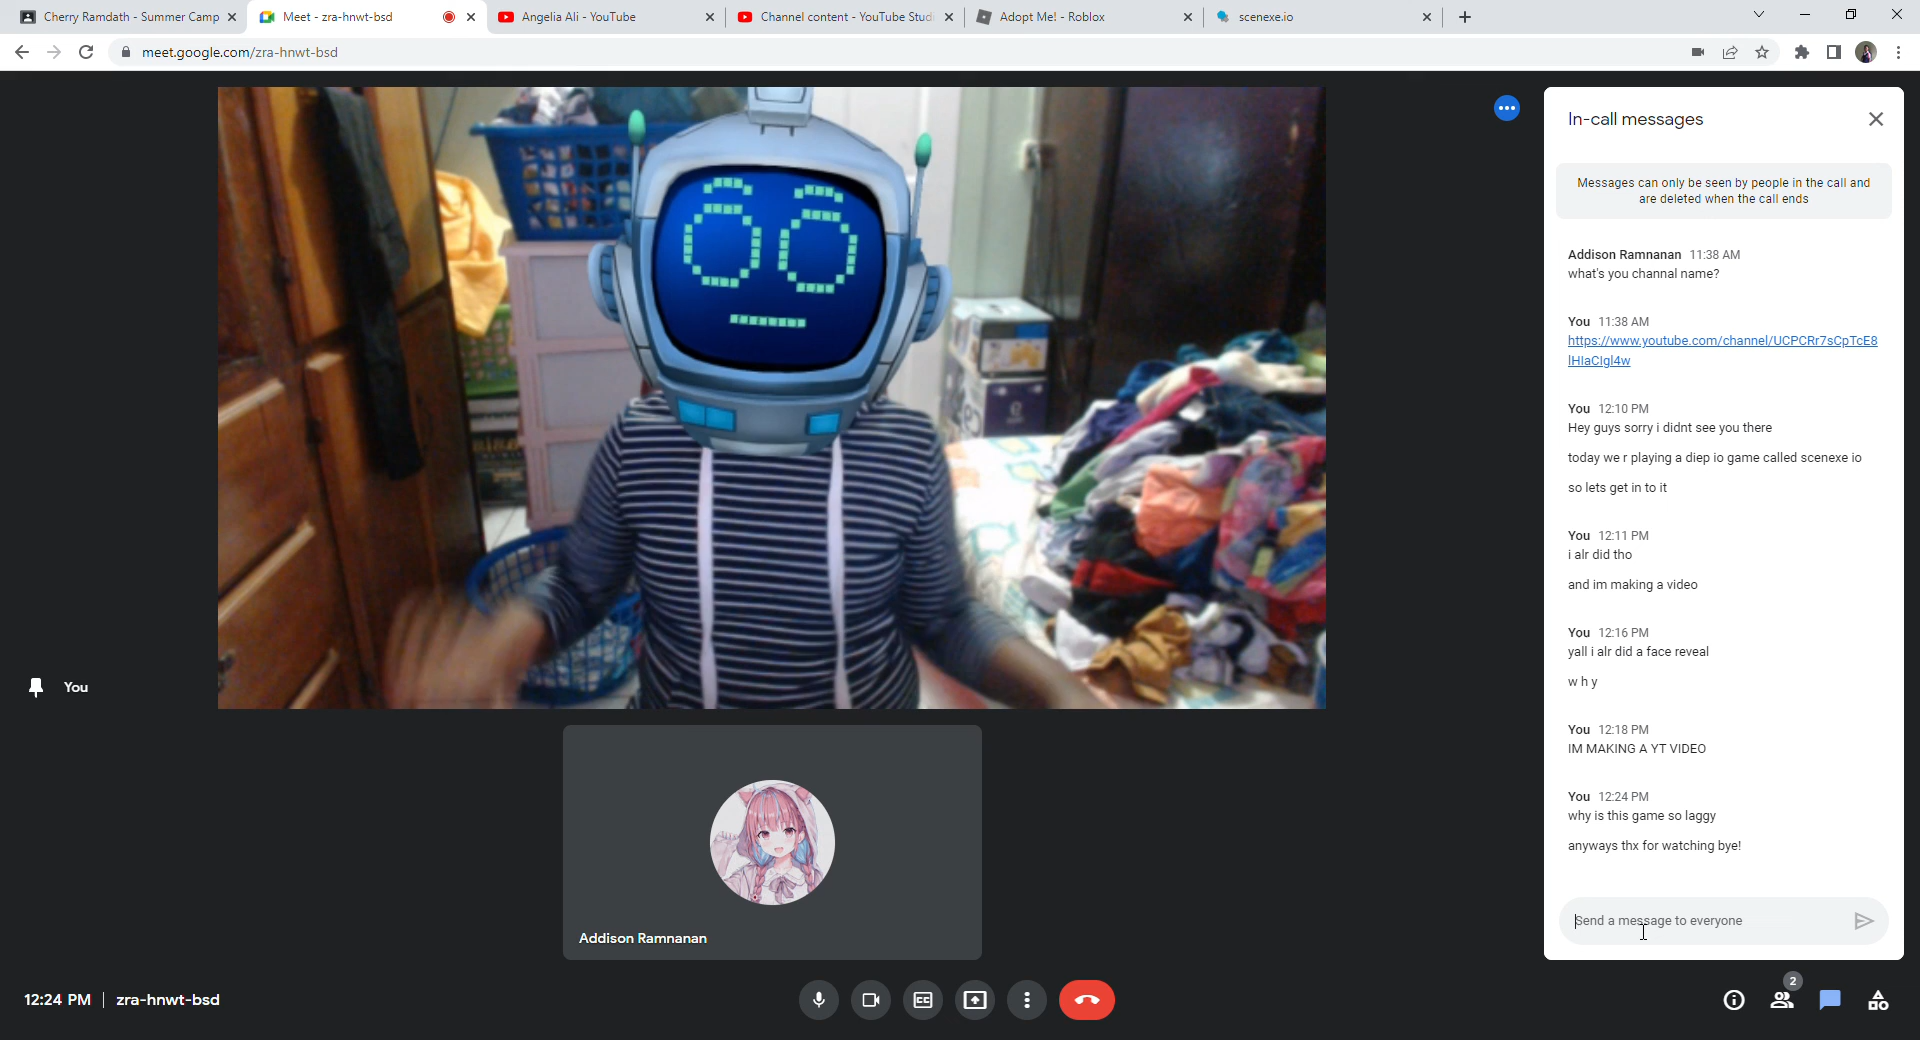 Cherry Ramdath - Summer Camp
Meet - zra-hnwt-bsd
Angelia Ali - YouTube
Channel content - YouTube Stud
Adopt Me! - Roblox
scenexe.io
meet.google.com/zra-hnwt-bsd
In-call messages
Messages can only be seen by people in the call and
are deleted when the call ends
Addison Ramnanan 11:38 AM
what's you channal name?
You 11:38 AM
https://www.youtube.com/channel/UCPCRr7sCpTcE8
lHIaCIgl4w
You 12:10 PM
Hey guys sorry i didnt see you there
today we r playing a diep io game called scenexe io
so lets get in to it
You 12:11 PM
i alr did tho
and im making a video
You 12:16 PM
yall i alr did a face reveal
w h y
You 12:18 PM
IM MAKING A YT VIDEO
You 12:24 PM
why is this game so laggy
anyways thx for watching bye!
Send a message to everyone
You
Addison Ramnanan
12:24 PM | zra-hnwt-bsd
CC
2